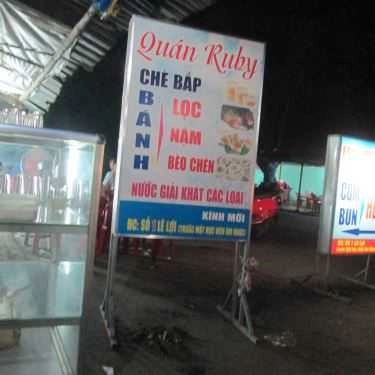 Quán Ruby
CHE BẮP
BÁNH
LỌC
NẬM
BÈO CHÉN
NƯỚC GIẢI KHÁT CÁC LOẠI
KÍNH MỜI
ĐC: SỐ LÊ LỢI
BÚN